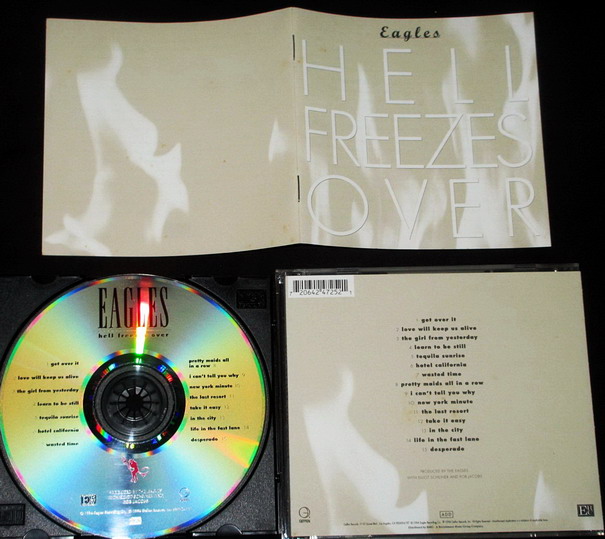 Eagles
HELL
FREEZES
OVER
EAGLES
hell freezes over
get over it
love will keep us alive
the girl from yesterday
learn to be still
tequila sunrise
hotel california
wasted time
pretty maids all
in a row
i can't tell you why
new york minute
the last resort
take it easy
in the city
life in the fast lane
desperado
7 20642 47252
get over it
love will keep us alive
the girl from yesterday
learn to be still
tequila sunrise
hotel california
wasted time
pretty maids all in a row
i can't tell you why
new york minute
the last resort
take it easy
in the city
life in the fast lane
desperado
PRODUCED BY THE EAGLES
GEFFEN